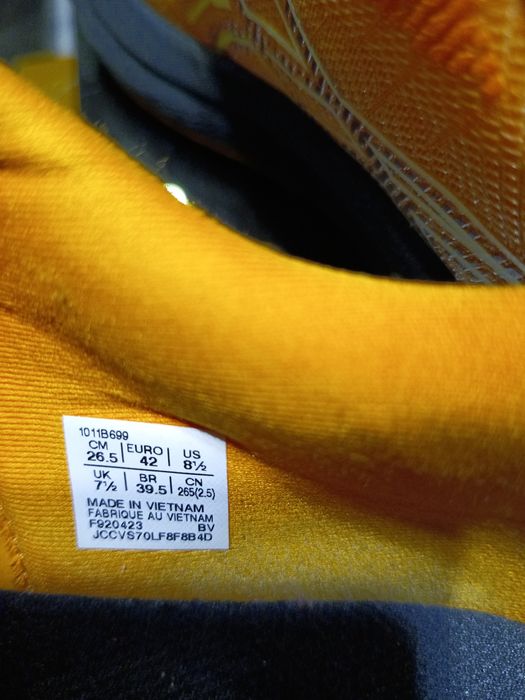 1011B699
CM EURO US
26.5 42 8½
UK BR CN
7½ 39.5 265(2.5)
MADE IN VIETNAM
FABRIQUE AU VIETNAM
F920423 BV
JCCVS70LF8F8B4D